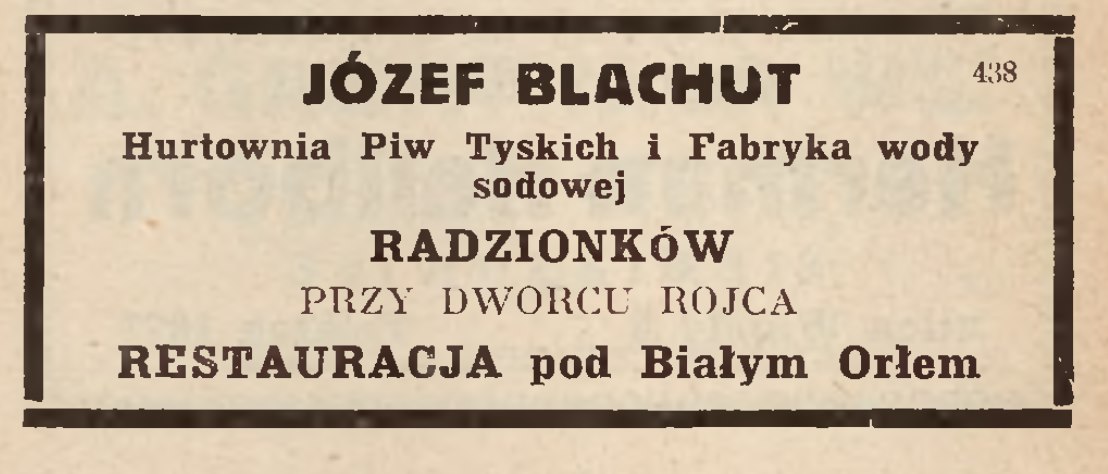 JÓZEF BLACHUT
438
Hurtownia Piw Tyskich i Fabryka wody
sodowej
RADZIONKÓW
PRZY DWORCU ROJCA
RESTAURACJA pod Białym Orłem